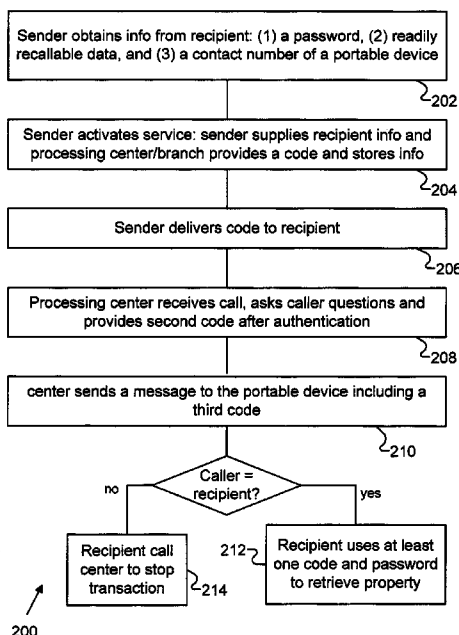 Sender obtains info from recipient: (1) a password, (2) readily
recallable data, and (3) a contact number of a portable device
202
Sender activates service: sender supplies recipient info and
processing center/branch provides a code and stores info
204
Sender delivers code to recipient
206
Processing center receives call, asks caller questions and
provides second code after authentication
208
center sends a message to the portable device including a
third code
210
Caller =
recipient?
no
yes
Recipient call
center to stop
transaction
214
212
Recipient uses at least
one code and password
to retrieve property
200